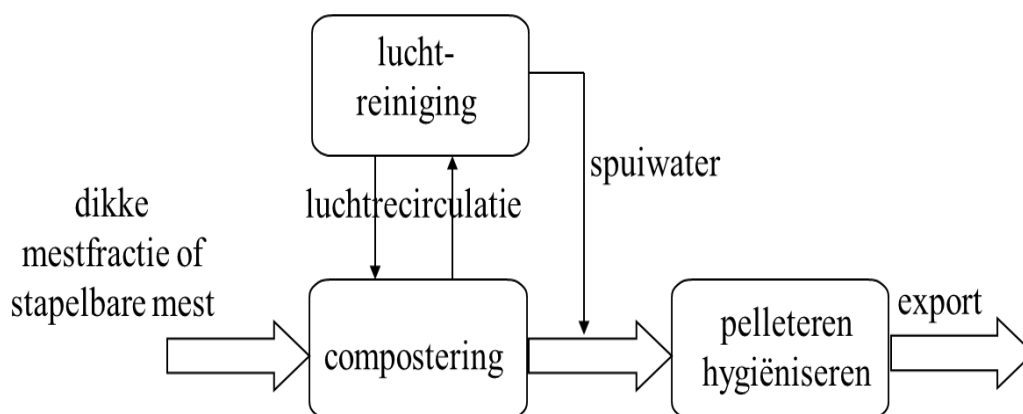 lucht-
reiniging
spuiwater
luchtrecirculatie
dikke
mestfractie of
stapelbare mest
compostering
pelleteren
hygiëniseren
export